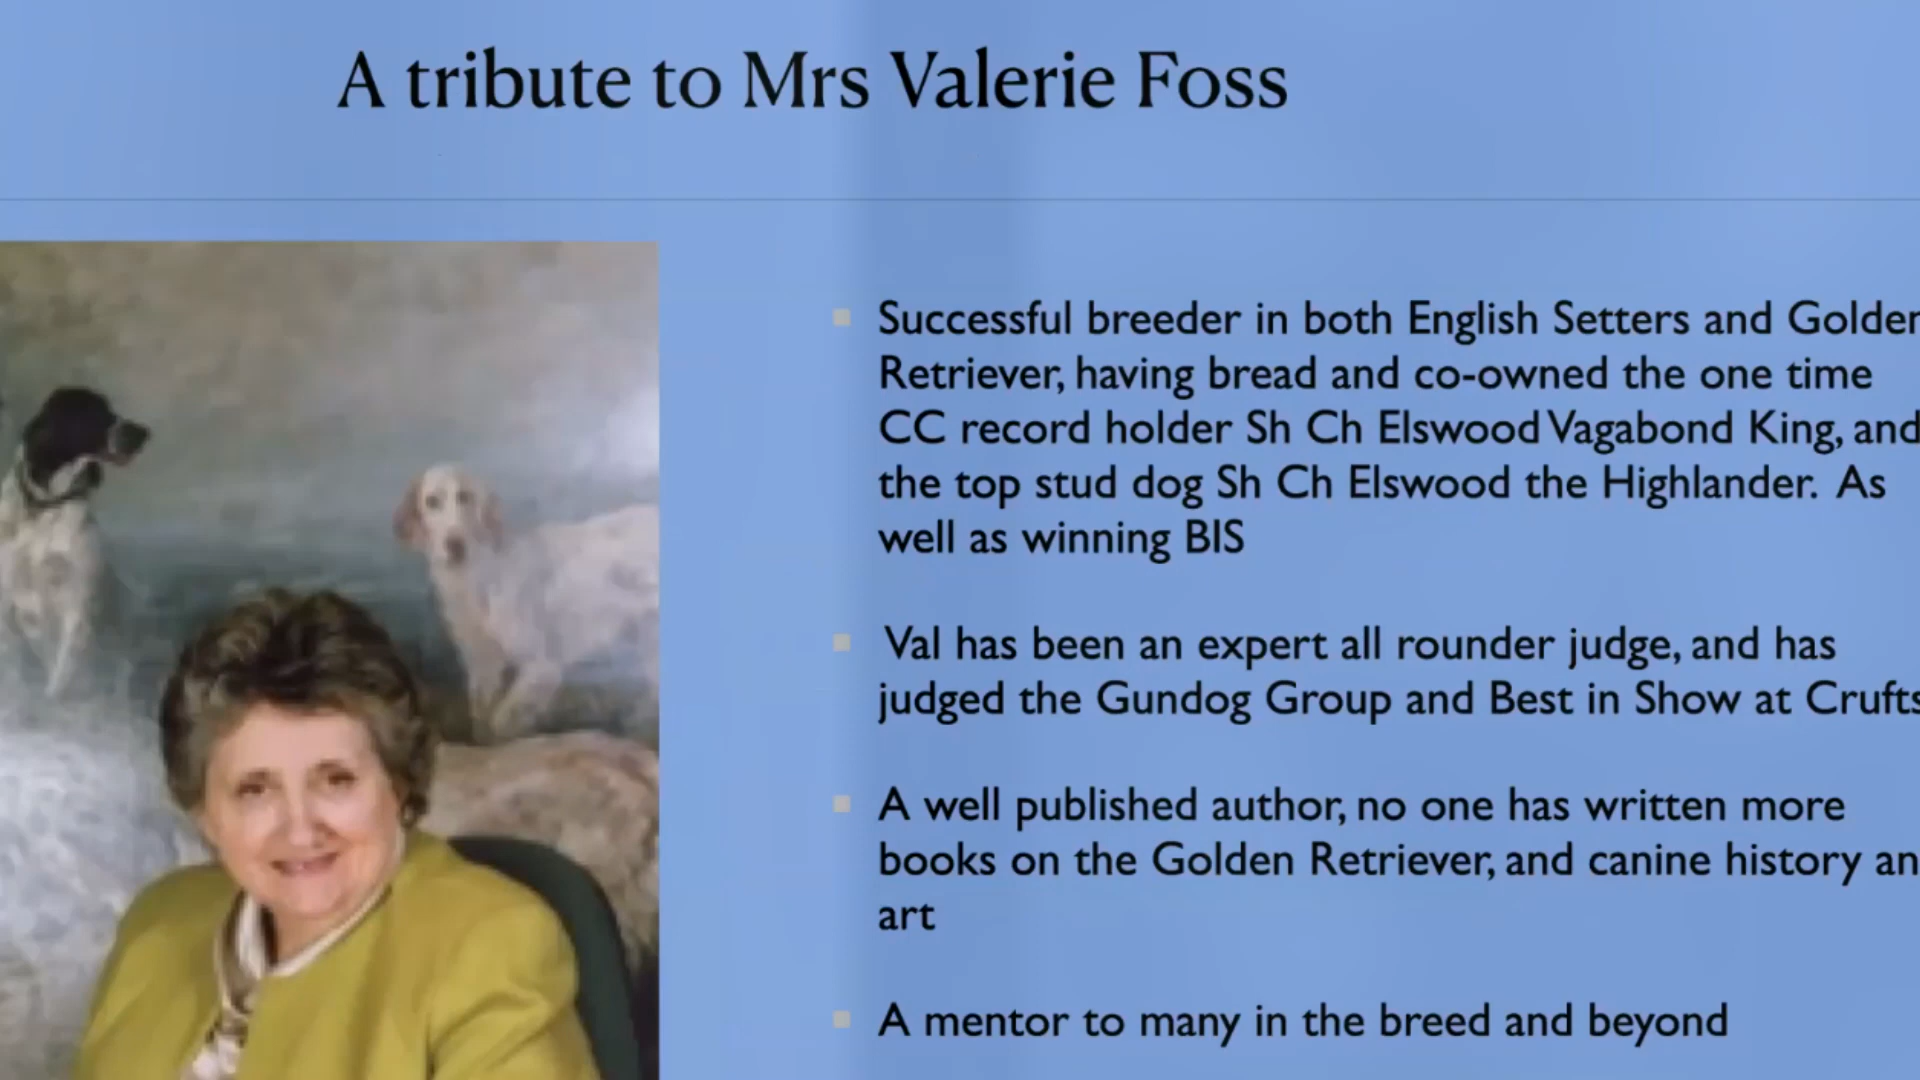 A tribute to Mrs Valerie Foss
Successful breeder in both English Setters and Golden
Retriever, having bread and co-owned the one time
CC record holder Sh Ch Elswood Vagabond King, and
the top stud dog Sh Ch Elswood the Highlander. As
well as winning BIS
Val has been an expert all rounder judge, and has
judged the Gundog Group and Best in Show at Crufts
A well published author, no one has written more
books on the Golden Retriever, and canine history an
art
A mentor to many in the breed and beyond